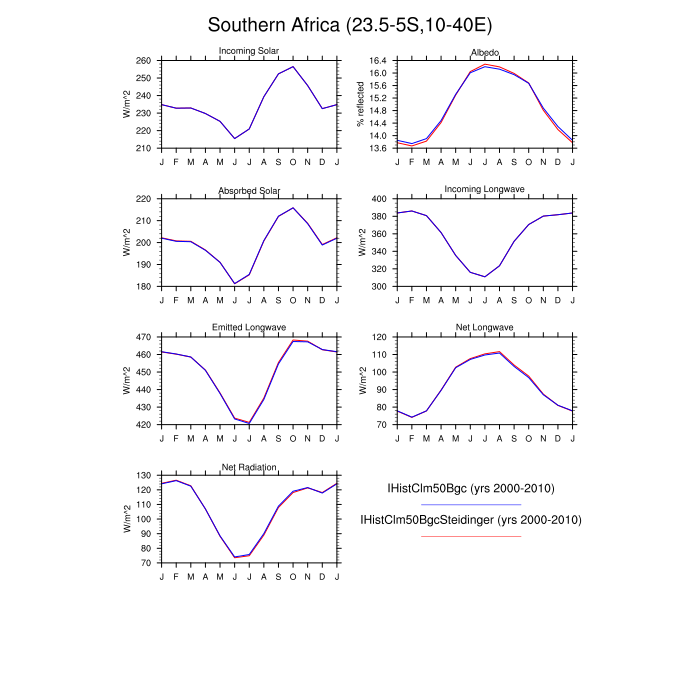 Southern Africa (23.5-5S,10-40E)
Incoming Solar
W/m^2
260
250
240
230
220
210
J F M A M J J A S O N D J
Albedo
% reflected
16.4
16.0
15.6
15.2
14.8
14.4
14.0
13.6
J F M A M J J A S O N D J
Absorbed Solar
W/m^2
220
210
200
190
180
J F M A M J J A S O N D J
Incoming Longwave
W/m^2
400
380
360
340
320
300
J F M A M J J A S O N D J
Emitted Longwave
W/m^2
470
460
450
440
430
420
J F M A M J J A S O N D J
Net Longwave
W/m^2
120
110
100
90
80
70
J F M A M J J A S O N D J
Net Radiation
W/m^2
130
120
110
100
90
80
70
J F M A M J J A S O N D J
IHistClm50Bgc (yrs 2000-2010)
IHistClm50BgcSteidinger (yrs 2000-2010)